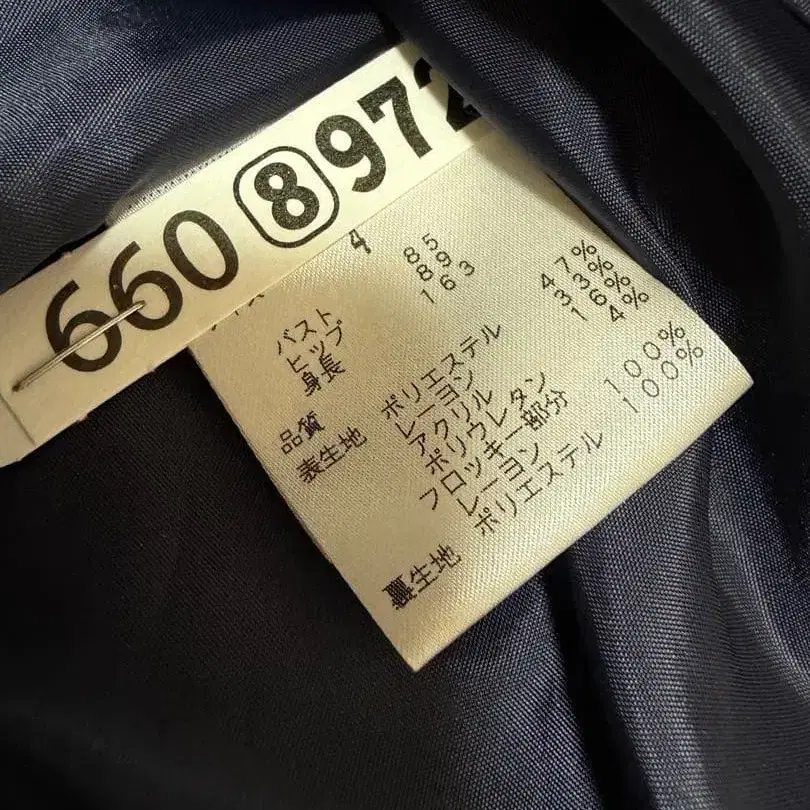 660⑧972
4
バスト 85
ヒップ 89
身長 163
品質
表生地 ポリエステル 47%
レーヨン 33%
アクリル 16%
ポリウレタン 4%
フロッキー部分
レーヨン 100%
裏生地 ポリエステル 100%